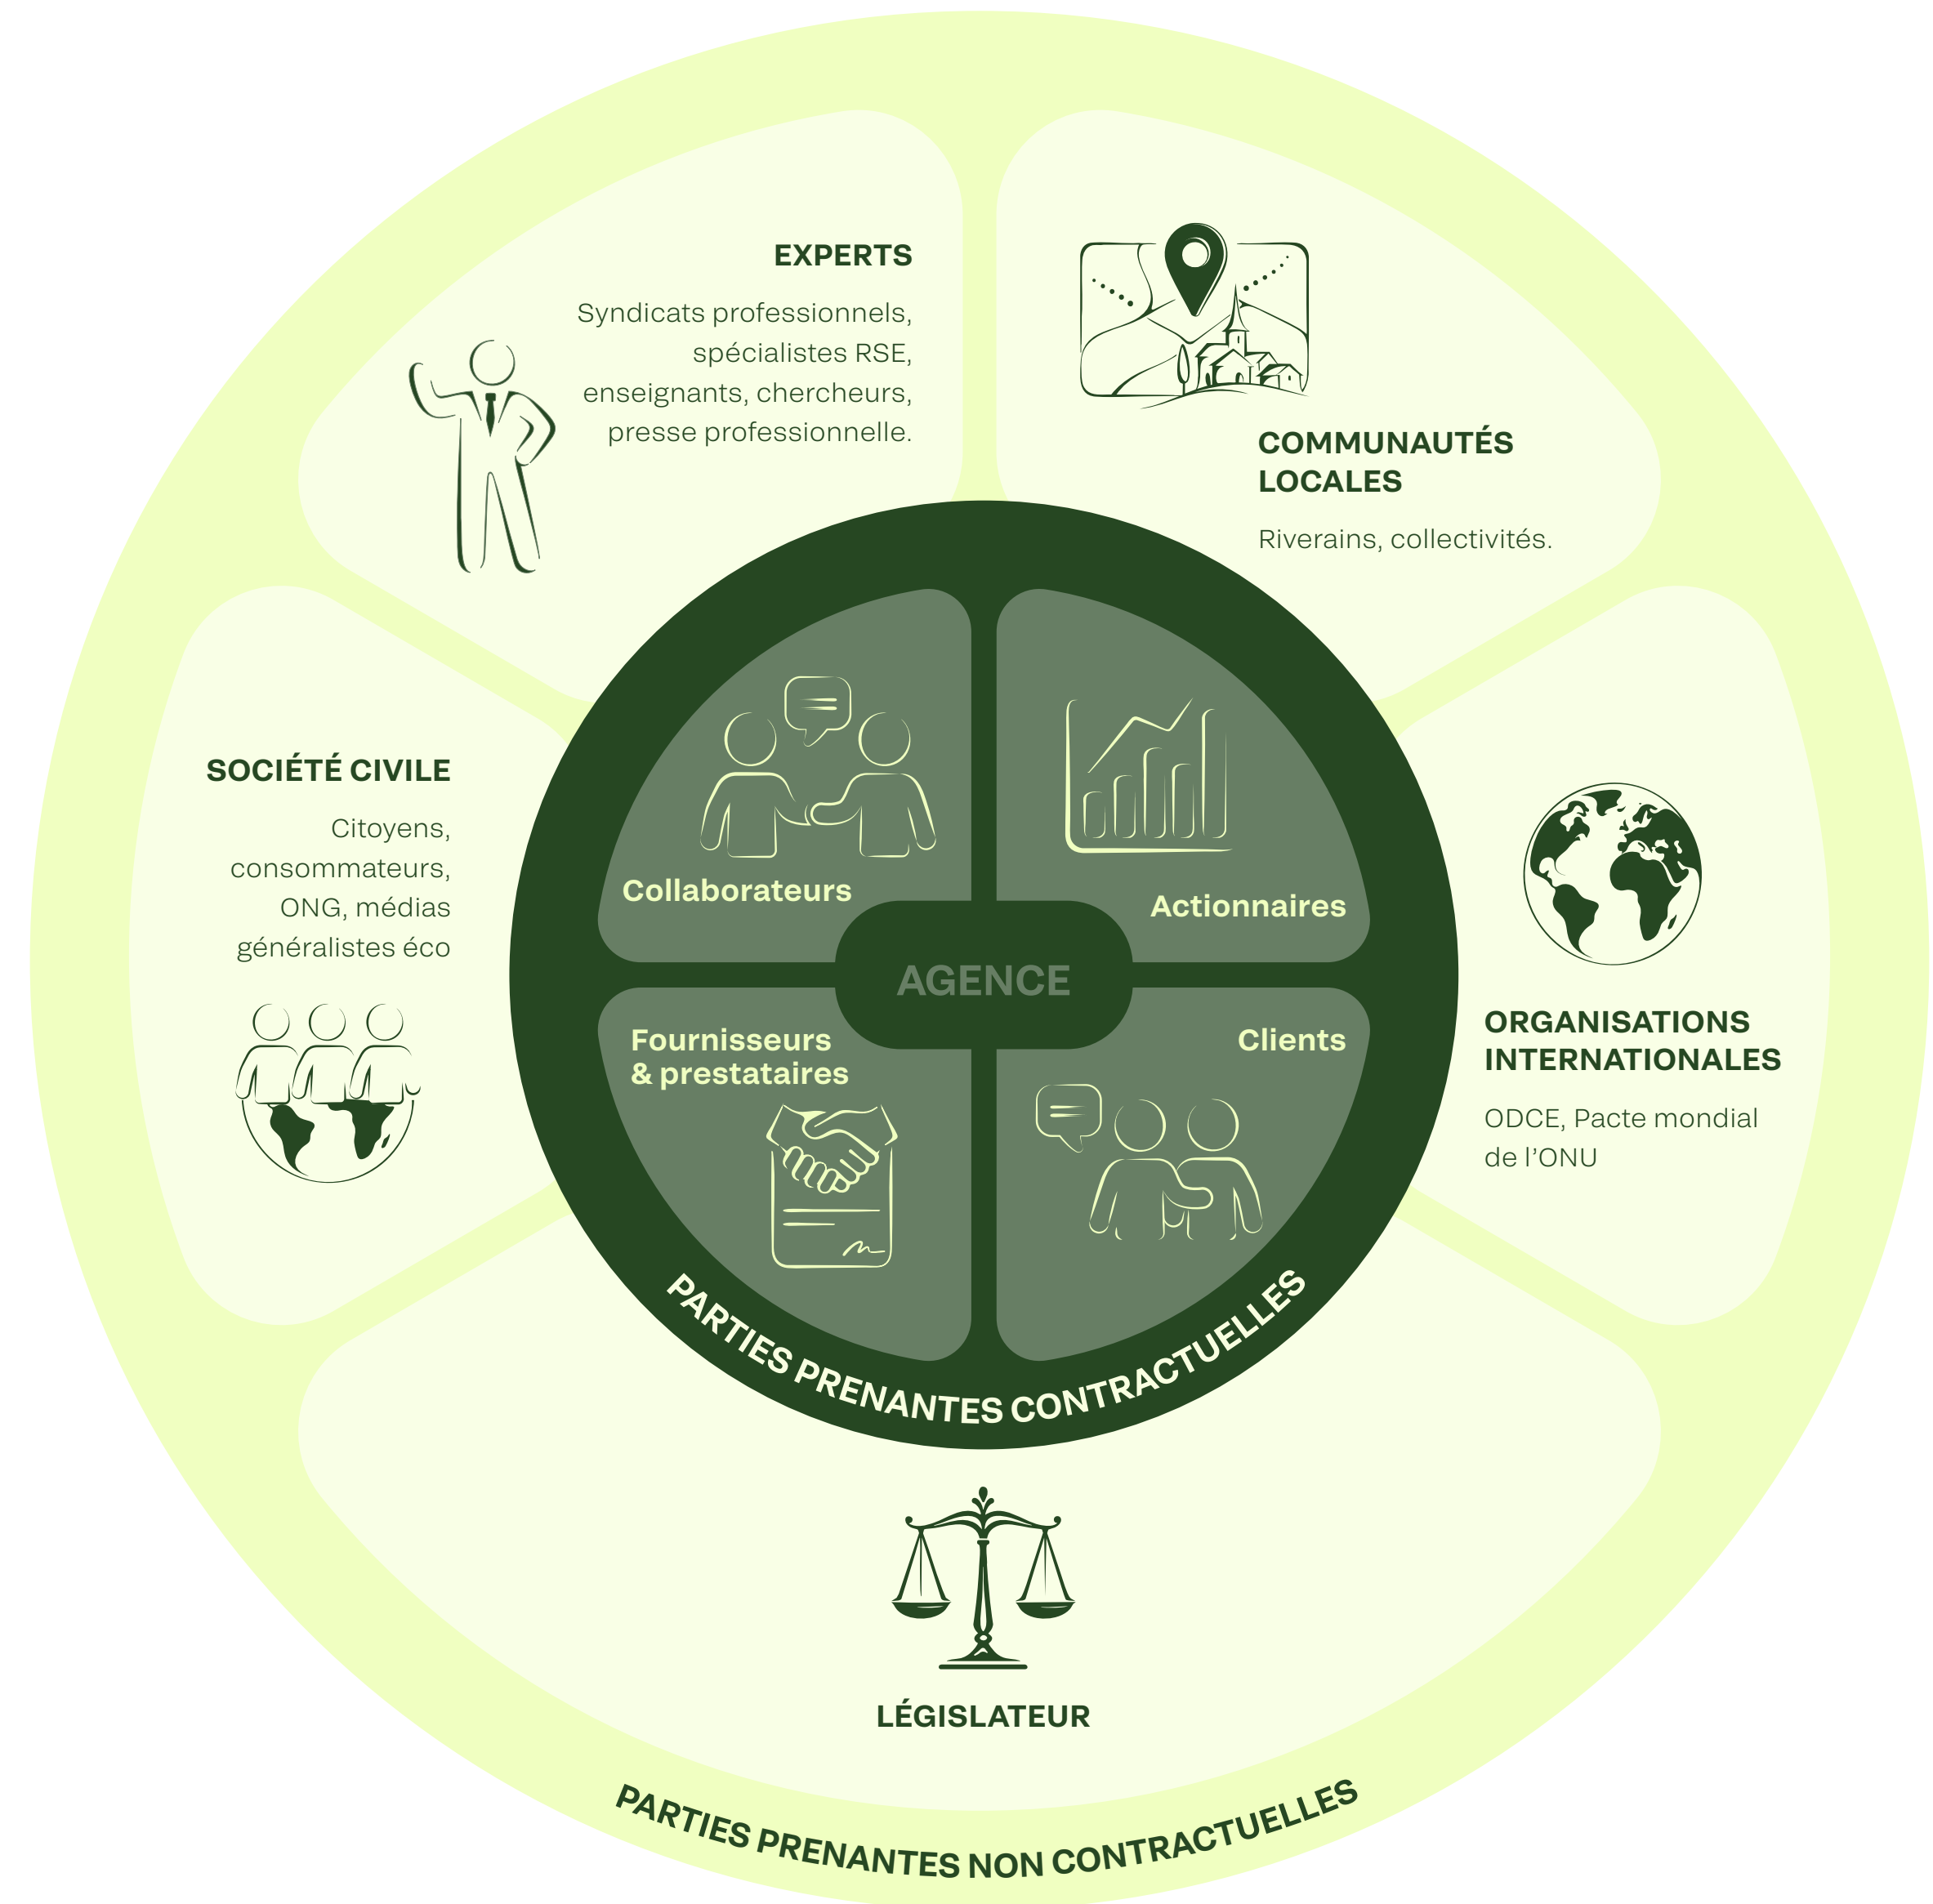 EXPERTS
Syndicats professionnels,
spécialistes RSE,
enseignants, chercheurs,
presse professionnelle.
COMMUNAUTÉS
LOCALES
Riverains, collectivités.
SOCIÉTÉ CIVILE
Citoyens,
consommateurs,
ONG, médias
généralistes éco
Collaborateurs
Actionnaires
AGENCE
Fournisseurs
& prestataires
Clients
ORGANISATIONS
INTERNATIONALES
ODCE, Pacte mondial
de l’ONU
PARTIES PRENANTES CONTRACTUELLES
LÉGISLATEUR
PARTIES PRENANTES NON CONTRACTUELLES